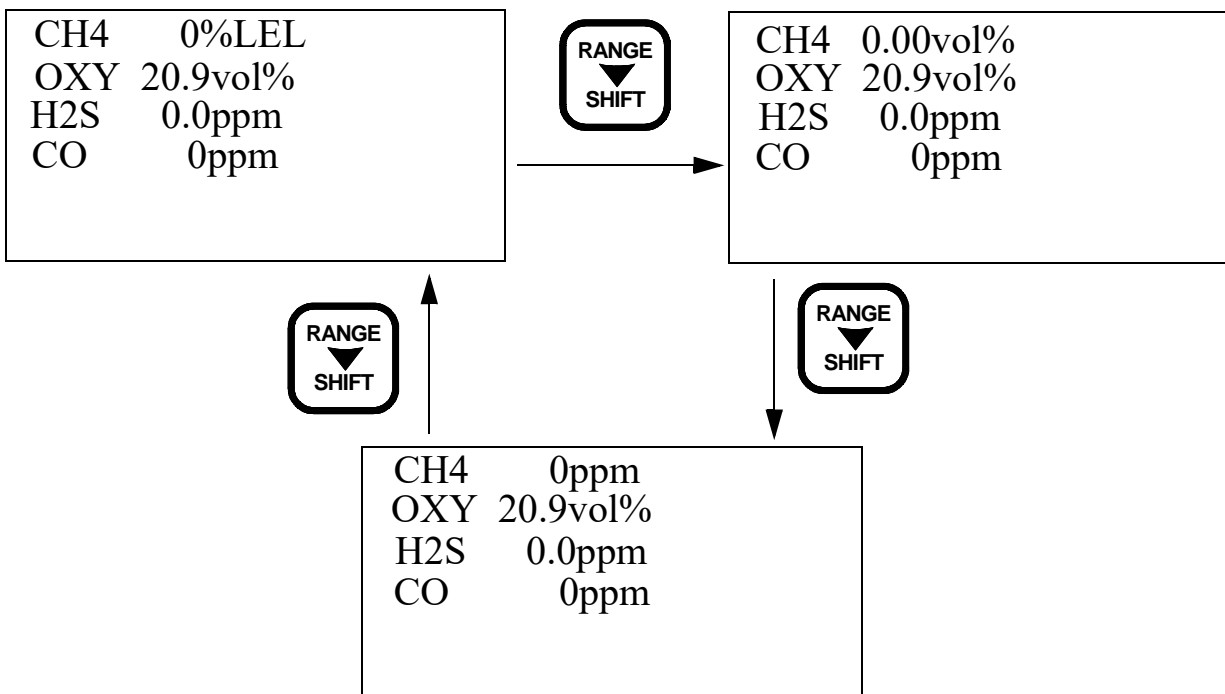 CH4 0%LEL
OXY 20.9vol%
H2S 0.0ppm
CO 0ppm
RANGE
SHIFT
CH4 0.00vol%
OXY 20.9vol%
H2S 0.0ppm
CO 0ppm
RANGE
SHIFT
RANGE
SHIFT
CH4 0ppm
OXY 20.9vol%
H2S 0.0ppm
CO 0ppm